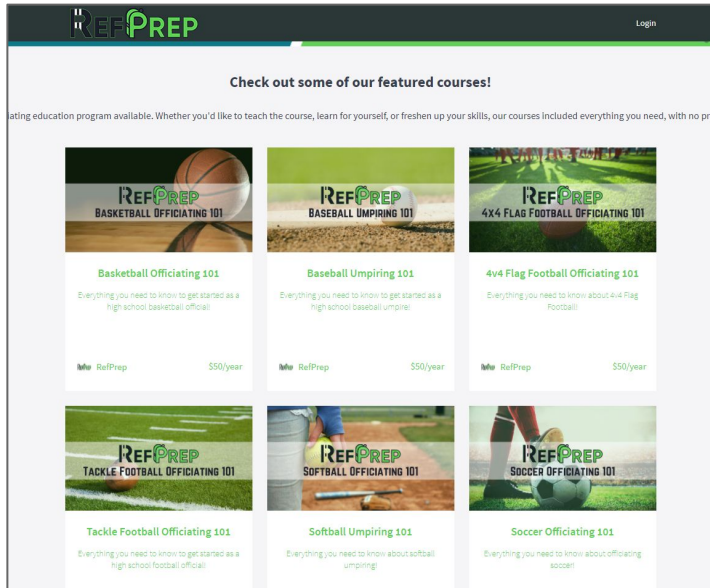 REFPREP
Login
Check out some of our featured courses!
iating education program available. Whether you'd like to teach the course, learn for yourself, or freshen up your skills, our courses included everything you need, with no pr
REFPREP
BASKETBALL OFFICIATING 101
REFPREP
BASEBALL UMPIRING 101
REFPREP
4X4 FLAG FOOTBALL OFFICIATING 101
Basketball Officiating 101
Everything you need to know to get started as a
high school basketball official!
Baseball Umpiring 101
Everything you need to know to get started as a
high school baseball umpire!
4v4 Flag Football Officiating 101
Everything you need to know about 4v4 Flag
Football!
RefPrep
$50/year
RefPrep
$50/year
RefPrep
$50/year
REFPREP
TACKLE FOOTBALL OFFICIATING 101
REFPREP
SOFTBALL OFFICIATING 101
REFPREP
SOCCER OFFICIATING 101
Tackle Football Officiating 101
Everything you need to know to get started as a
high school football official!
Softball Umpiring 101
Everything you need to know about softball
umpiring!
Soccer Officiating 101
Everything you need to know about officiating
soccer!